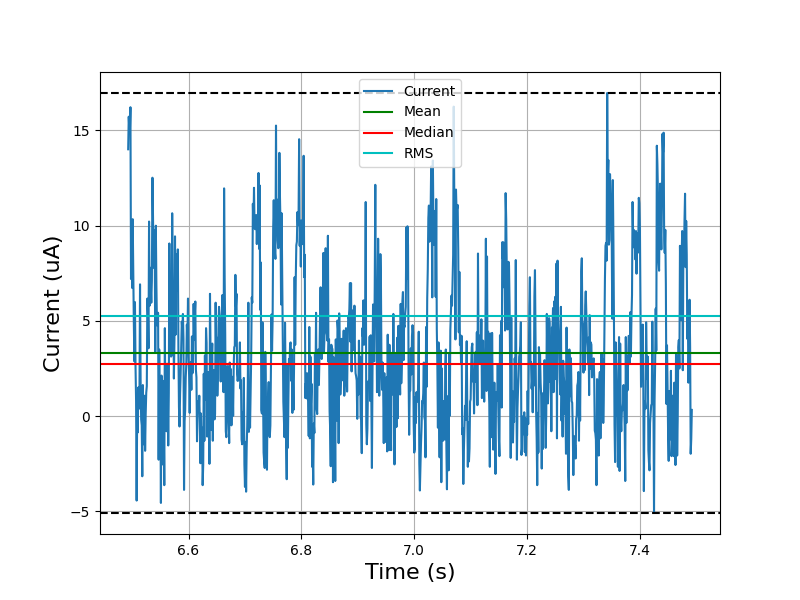 Current
Mean
Median
RMS
15
10
5
0
−5
Current (uA)
6.6 6.8 7.0 7.2 7.4
Time (s)